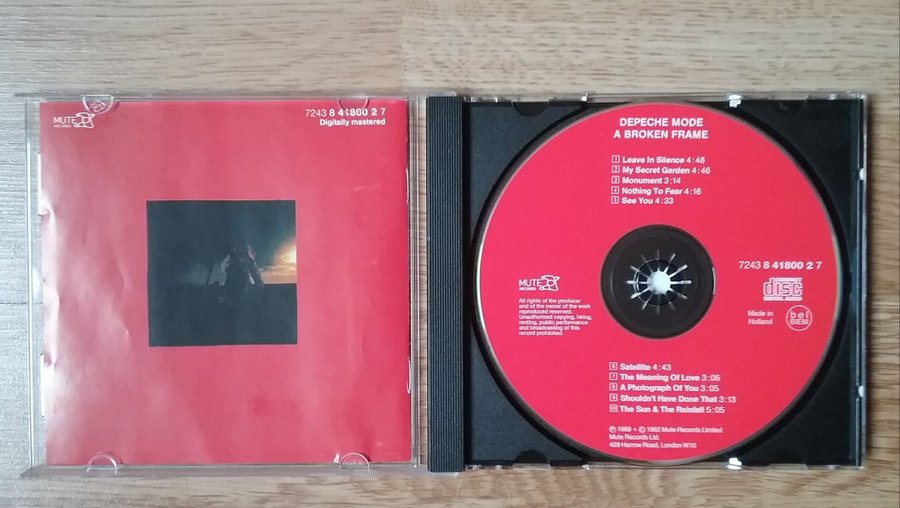 MUTE
RECORDS
7243 8 41800 2 7
Digitally mastered
DEPECHE MODE
A BROKEN FRAME
1 Leave In Silence 4:48
2 My Secret Garden 4:46
3 Monument 3:14
4 Nothing To Fear 4:16
5 See You 4:33
MUTE
RECORDS
All rights of the producer
and of the owner of the work
reproduced reserved.
Unauthorized copying, hiring,
renting, public performance
and broadcasting of this
record prohibited.
7243 8 41800 2 7
COMPACT
disc
DIGITAL AUDIO
Made in
Holland
bel
BIEM
6 Satellite 4:43
7 The Meaning Of Love 3:06
8 A Photograph Of You 3:05
9 Shouldn't Have Done That 3:13
10 The Sun & The Rainfall 5:05
℗ 1989 + © 1982 Mute Records Limited
Mute Records Ltd.
429 Harrow Road, London W10